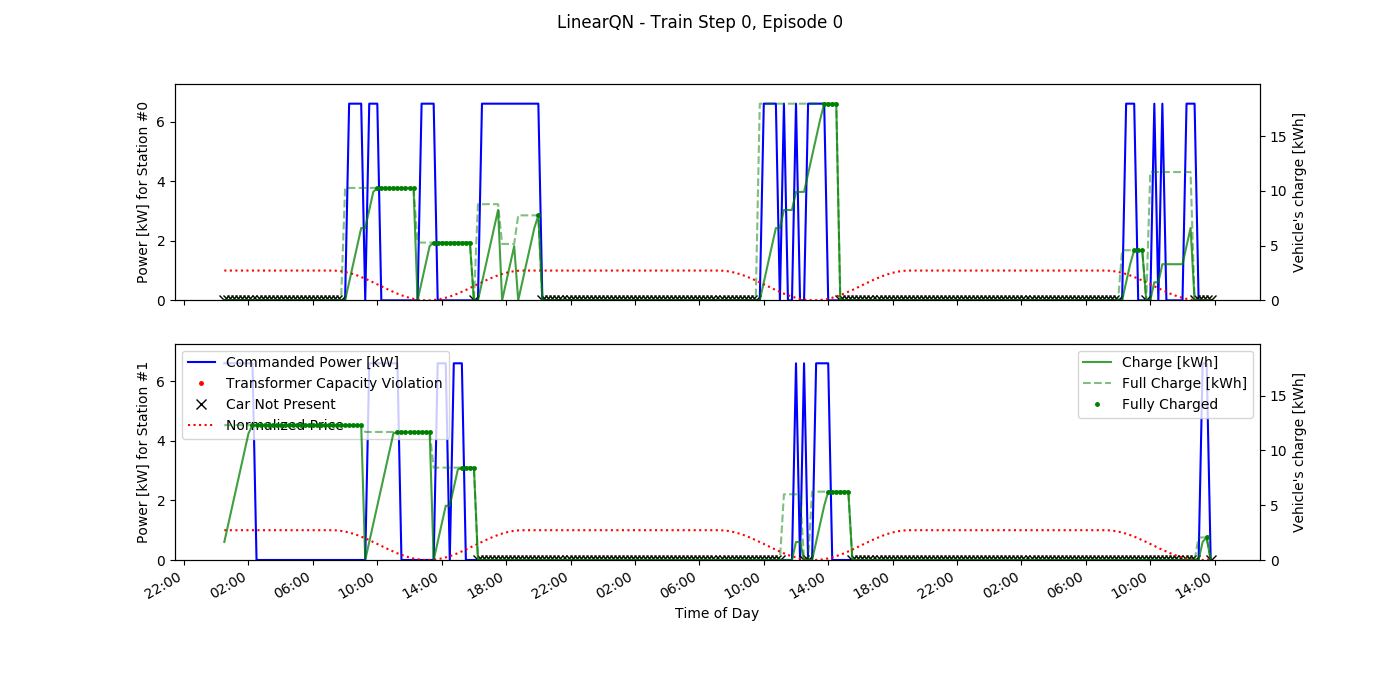 LinearQN - Train Step 0, Episode 0
Power [kW] for Station #0
6
4
2
0
15
10
5
0
Vehicle's charge [kWh]
Power [kW] for Station #1
6
4
2
0
Commanded Power [kW]
Transformer Capacity Violation
Car Not Present
Normalized Price
Charge [kWh]
Full Charge [kWh]
Fully Charged
15
10
5
0
Vehicle's charge [kWh]
22:00 02:00 06:00 10:00 14:00 18:00 22:00 02:00 06:00 10:00 14:00 18:00 22:00 02:00 06:00 10:00 14:00
Time of Day